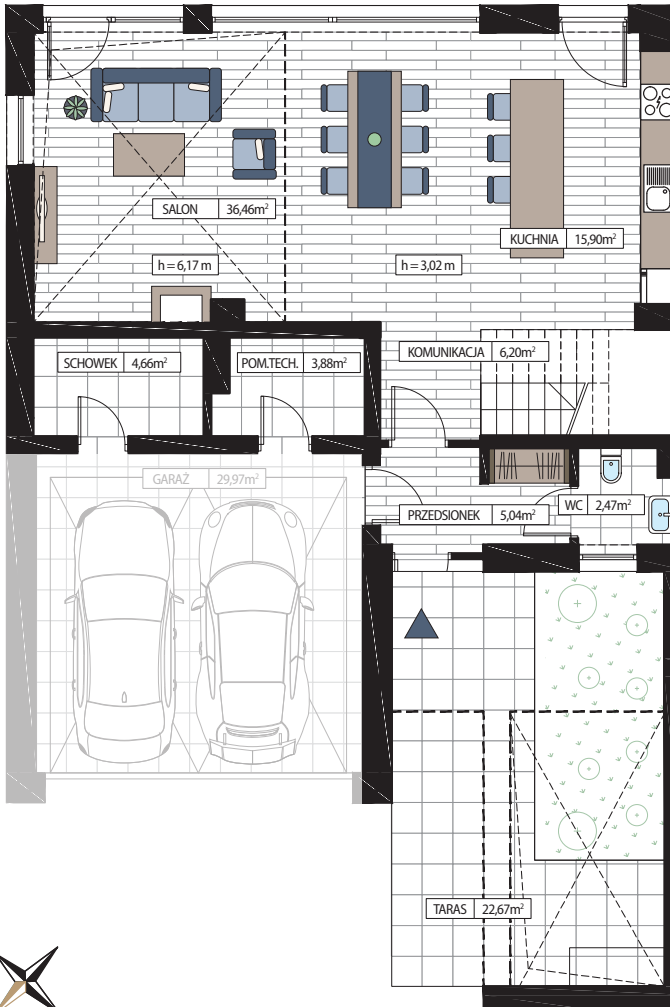 SALON 36,46m²
KUCHNIA 15,90m²
h = 6,17 m
h = 3,02 m
KOMUNIKACJA 6,20m²
SCHOWEK 4,66m²
POM.TECH. 3,88m²
GARAŻ 29,97m²
WC 2,47m²
PRZEDSIONEK 5,04m²
TARAS 22,67m²